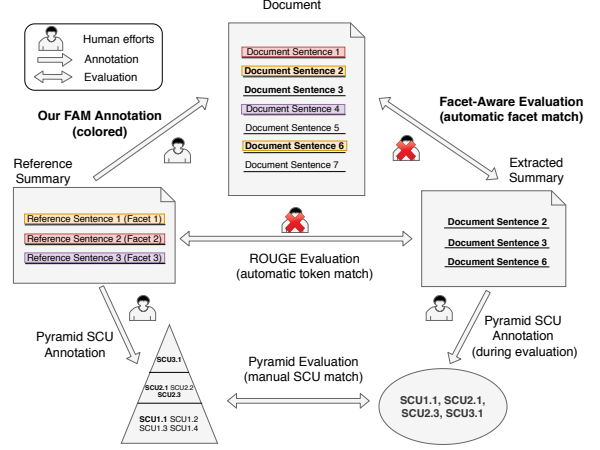 Document
Human efforts
Annotation
Evaluation
Document Sentence 1
Document Sentence 2
Document Sentence 3
Document Sentence 4
Document Sentence 5
Document Sentence 6
Document Sentence 7
Our FAM Annotation
(colored)
Facet-Aware Evaluation
(automatic facet match)
Reference
Summary
Extracted
Summary
Reference Sentence 1 (Facet 1)
Reference Sentence 2 (Facet 2)
Reference Sentence 3 (Facet 3)
ROUGE Evaluation
(automatic token match)
Document Sentence 2
Document Sentence 3
Document Sentence 6
Pyramid SCU
Annotation
Pyramid SCU
Annotation
(during evaluation)
SCU3.1
SCU2.1 SCU2.2
SCU2.3
SCU1.1 SCU1.2
SCU1.3 SCU1.4
Pyramid Evaluation
(manual SCU match)
SCU1.1, SCU2.1,
SCU2.3, SCU3.1